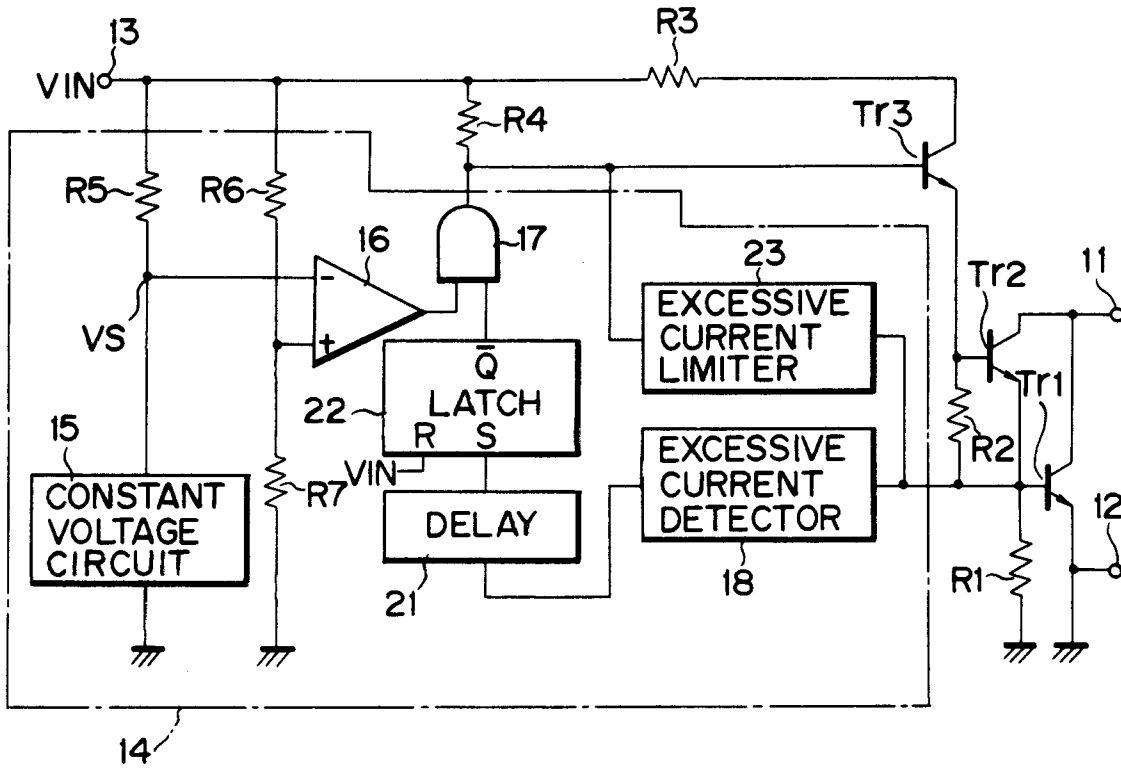 13
R3
VIN
R4
Tr3
R5
R6
16
17
23
11
Tr2
VS
EXCESSIVE
CURRENT
LIMITER
Q̅
LATCH
R S
22
Tr1
R2
15
VIN
R7
CONSTANT
VOLTAGE
CIRCUIT
EXCESSIVE
CURRENT
DETECTOR
12
DELAY
21
18
R1
14
- 
+